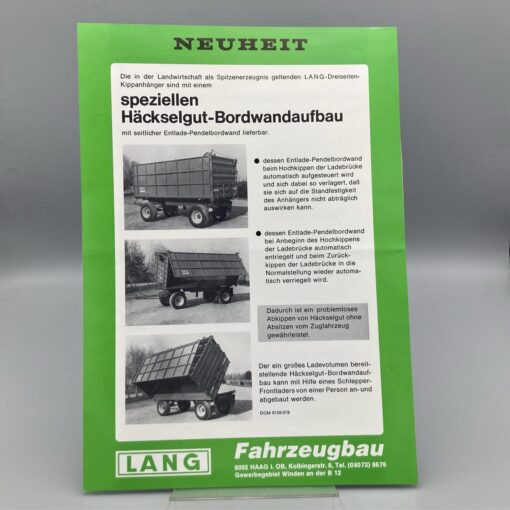 NEUHEIT
Die in der Landwirtschaft als Spitzenerzeugnis geltenden LANG-Dreiseiten-
Kippanhänger sind mit einem
speziellen
Häckselgut-Bordwandaufbau
mit seitlicher Entlade-Pendelbordwand lieferbar.
● dessen Entlade-Pendelbordwand
beim Hochkippen der Ladebrücke
automatisch aufgesteuert wird
und sich dabei so verlagert, daß
sie sich auf die Standfestigkeit
des Anhängers nicht abträglich
auswirken kann.
● dessen Entlade-Pendelbordwand
bei Anbeginn des Hochkippens
der Ladebrücke automatisch
entriegelt und beim Zurück-
kippen der Ladebrücke in die
Normalstellung wieder automa-
tisch verriegelt wird.
Dadurch ist ein problemloses
Abkippen von Häckselgut ohne
Absitzen vom Zugfahrzeug
gewährleistet.
Der ein großes Ladevolumen bereit-
stellende Häckselgut-Bordwandauf-
bau kann mit Hilfe eines Schlepper-
Frontladers von einer Person an- und
abgebaut werden.
DGM 8109976
LANG
Fahrzeugbau
8092 HAAG i. OB, Kolbingerstr. 8, Tel. (08072) 8676
Gewerbegebiet Winden an der B 12